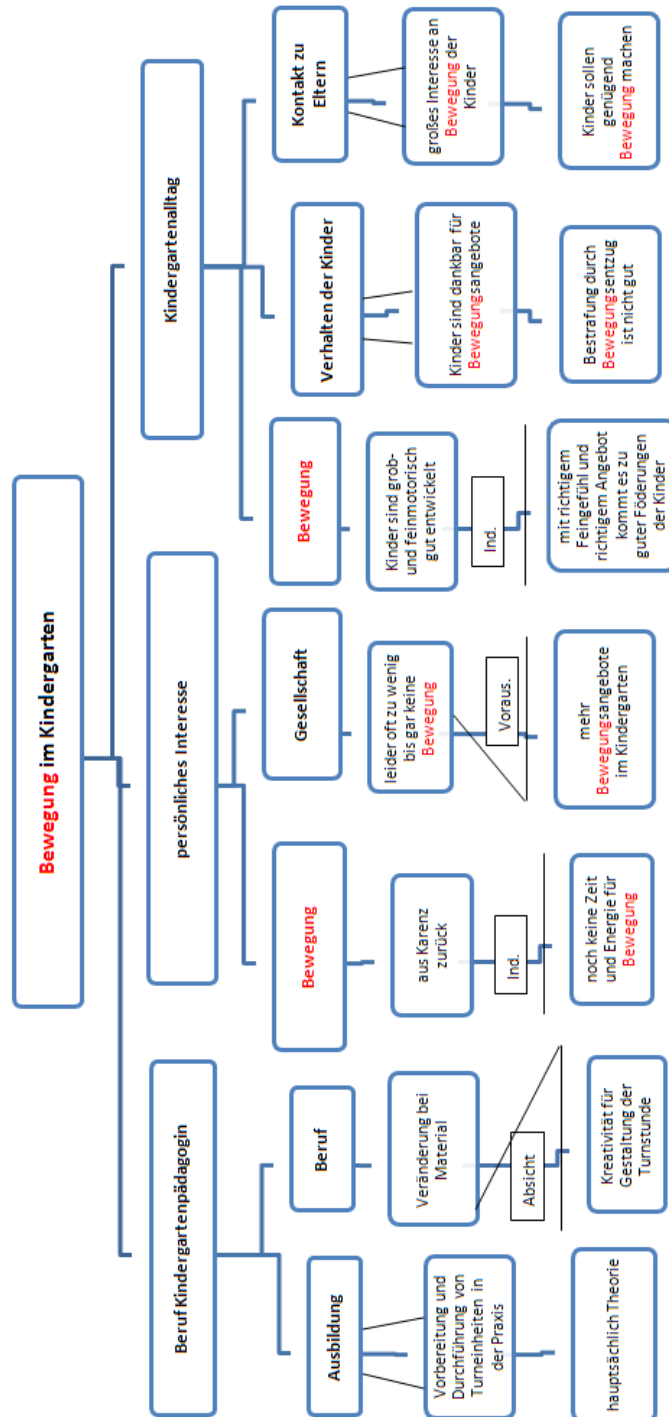 Bewegung im Kindergarten
Beruf Kindergartenpädagogin
persönliches Interesse
Kindergartenalltag
Ausbildung
Beruf
Bewegung
Gesellschaft
Bewegung
Verhalten der Kinder
Kontakt zu
Eltern
Vorbereitung und
Durchführung von
Turneinheiten in
der Praxis
Veränderung bei
Material
aus Karenz
zurück
leider oft zu wenig
bis gar keine
Bewegung
Kinder sind grob-
und feinmotorisch
gut entwickelt
Kinder sind dankbar für
Bewegungsangebote
großes Interesse an
Bewegung der
Kinder
Absicht
Ind.
Voraus.
Ind.
hauptsächlich Theorie
Kreativität für
Gestaltung der
Turnstunde
noch keine Zeit
und Energie für
Bewegung
mehr
Bewegungsangebote
im Kindergarten
mit richtigem
Feingefühl und
richtigem Angebot
kommt es zu
guter Föderungen
der Kinder
Bestrafung durch
Bewegungsentzug
ist nicht gut
Kinder sollen
genügend
Bewegung machen